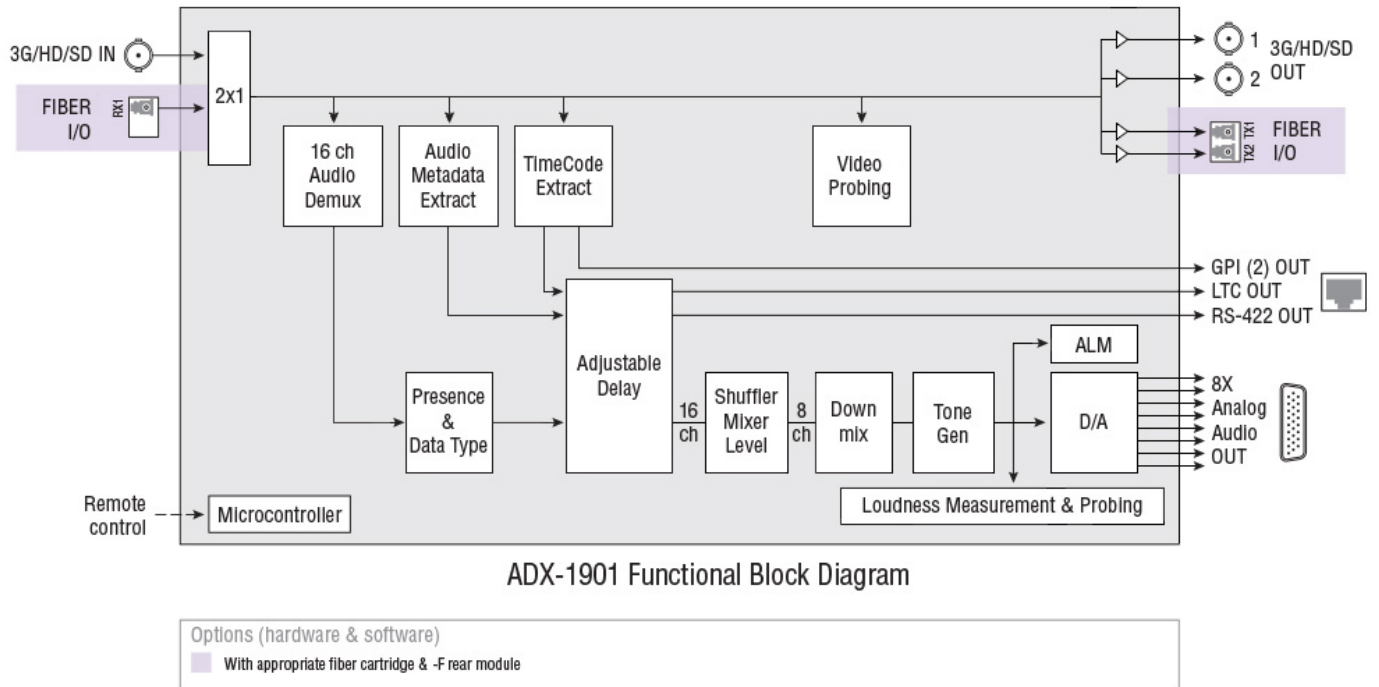 3G/HD/SD IN
FIBER
I/O
RX1
2x1
16 ch
Audio
Demux
Audio
Metadata
Extract
TimeCode
Extract
Video
Probing
1
2
3G/HD/SD
OUT
TX1
TX2
FIBER
I/O
GPI (2) OUT
LTC OUT
RS-422 OUT
Presence
&
Data Type
Adjustable
Delay
16
ch
Shuffler
Mixer
Level
8
ch
Down
mix
Tone
Gen
ALM
D/A
8X
Analog
Audio
OUT
Loudness Measurement & Probing
Remote
control
Microcontroller
ADX-1901 Functional Block Diagram
Options (hardware & software)
With appropriate fiber cartridge & -F rear module